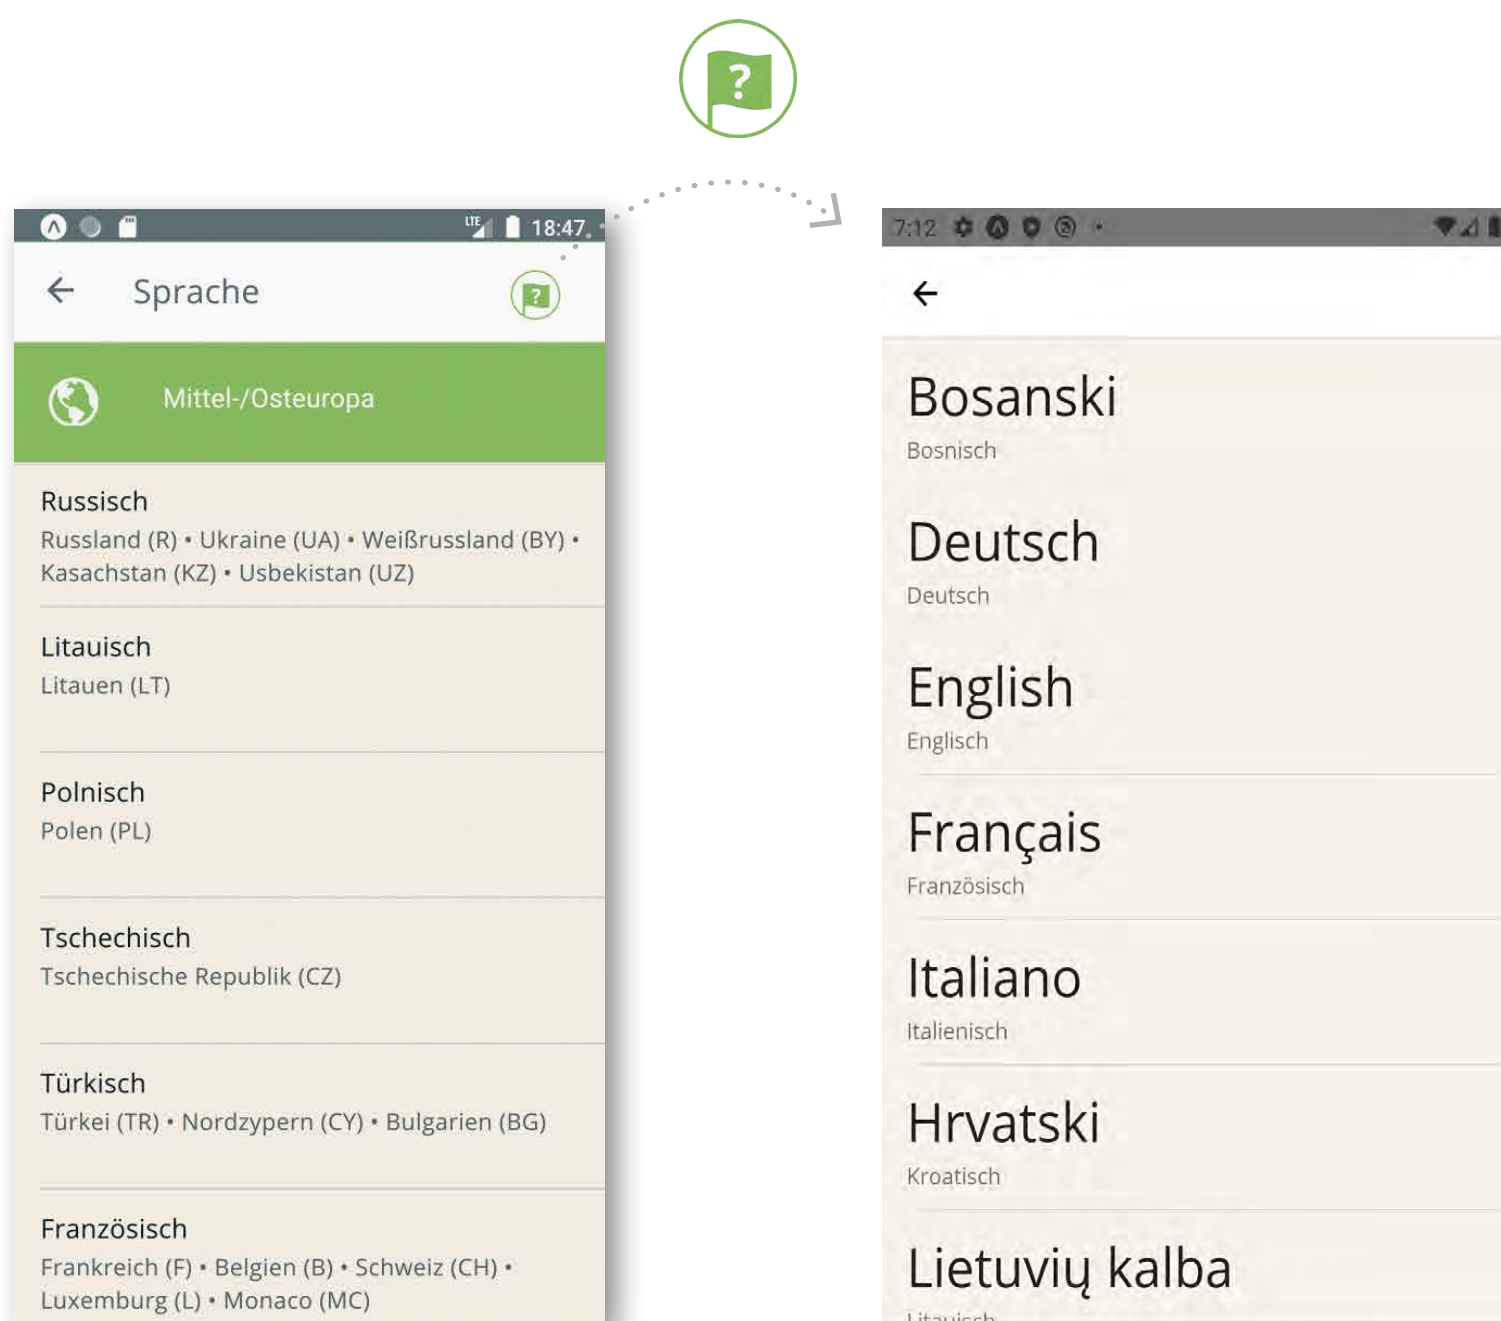 ?
LTE 18:47
Sprache
?
Mittel-/Osteuropa
Russisch
Russland (R) • Ukraine (UA) • Weißrussland (BY) •
Kasachstan (KZ) • Usbekistan (UZ)
Litauisch
Litauen (LT)
Polnisch
Polen (PL)
Tschechisch
Tschechische Republik (CZ)
Türkisch
Türkei (TR) • Nordzypern (CY) • Bulgarien (BG)
Französisch
Frankreich (F) • Belgien (B) • Schweiz (CH) •
Luxemburg (L) • Monaco (MC)
7:12
Bosanski
Bosnisch
Deutsch
Deutsch
English
Englisch
Français
Französisch
Italiano
Italienisch
Hrvatski
Kroatisch
Lietuvių kalba
Litauisch